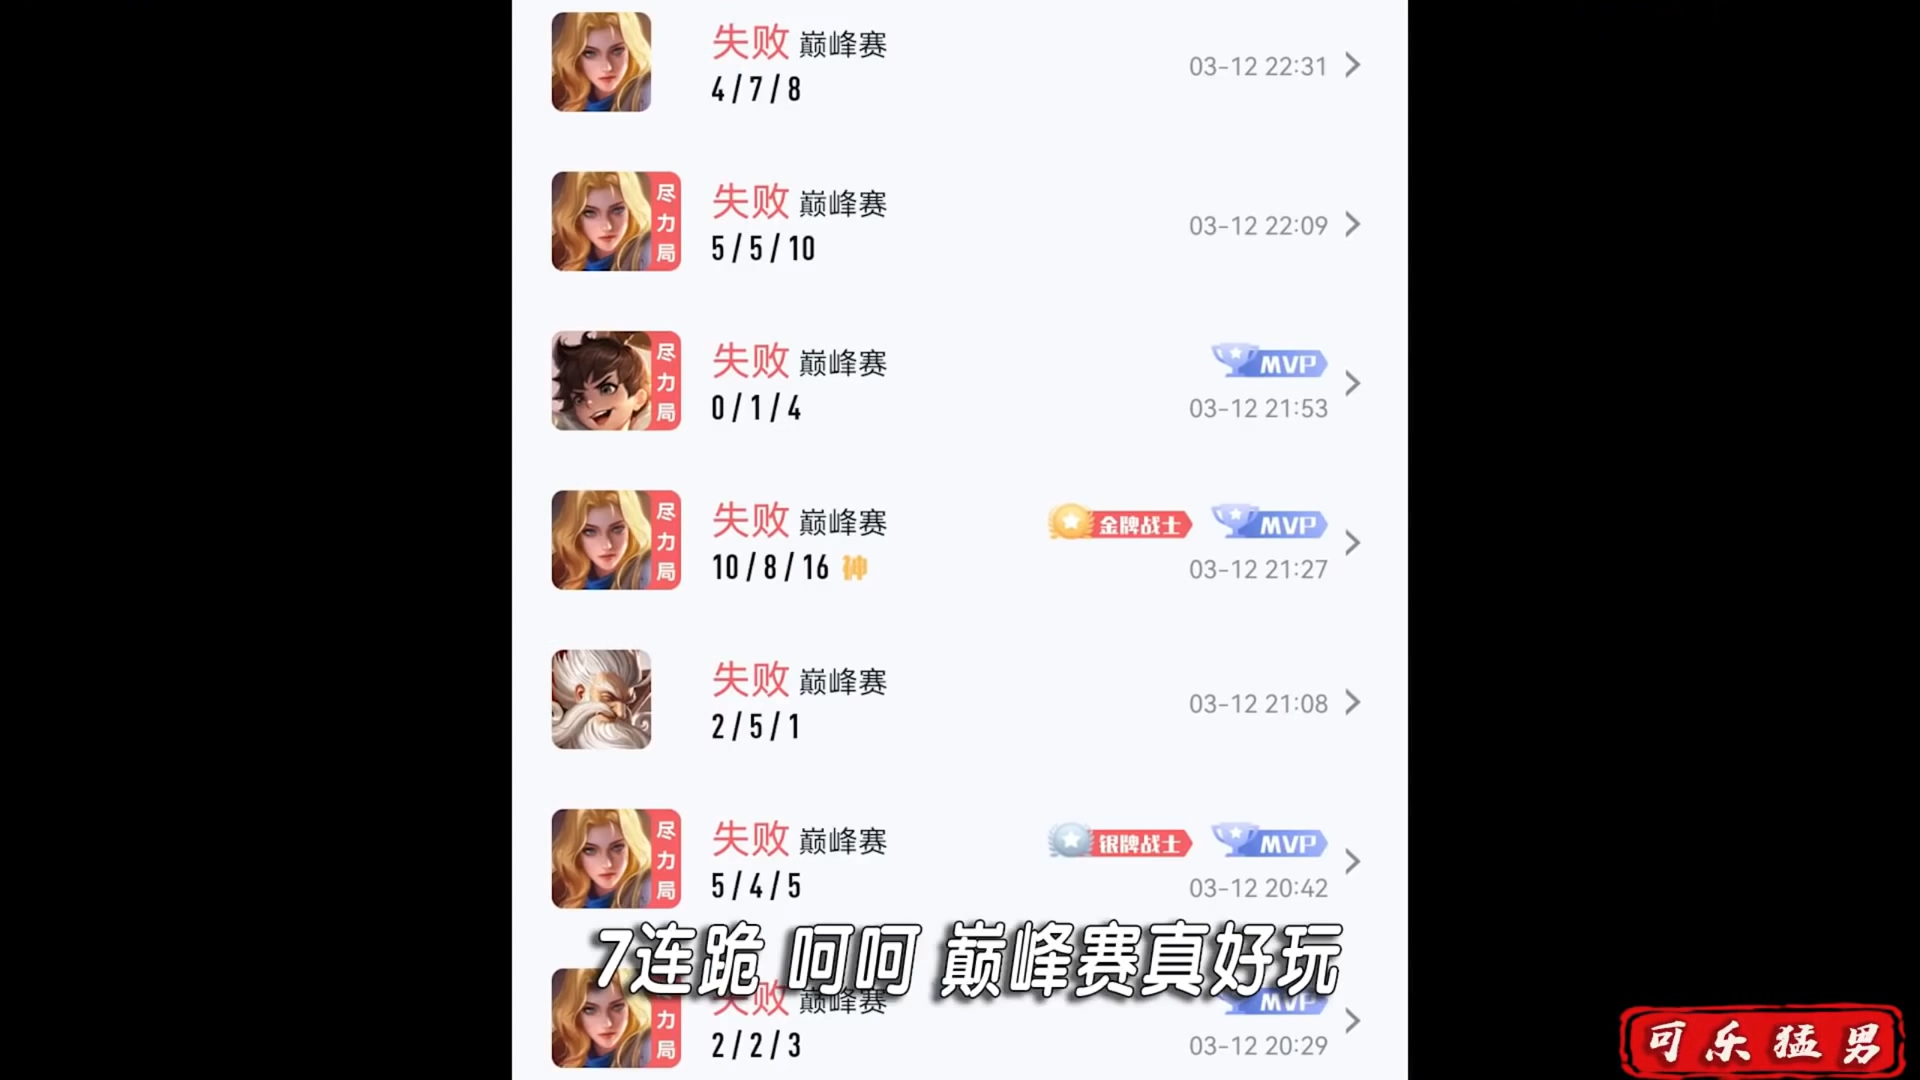 失败 巅峰赛
4 / 7 / 8
03-12 22:31
尽力局
失败 巅峰赛
5 / 5 / 10
03-12 22:09
尽力局
失败 巅峰赛
MVP
0 / 1 / 4
03-12 21:53
尽力局
失败 巅峰赛
金牌战士 MVP
10 / 8 / 16 神
03-12 21:27
失败 巅峰赛
2 / 5 / 1
03-12 21:08
尽力局
失败 巅峰赛
银牌战士 MVP
5 / 4 / 5
03-12 20:42
7连跪 呵呵 巅峰赛真好玩
力局
失败 巅峰赛
MVP
2 / 2 / 3
03-12 20:29
可乐猛男